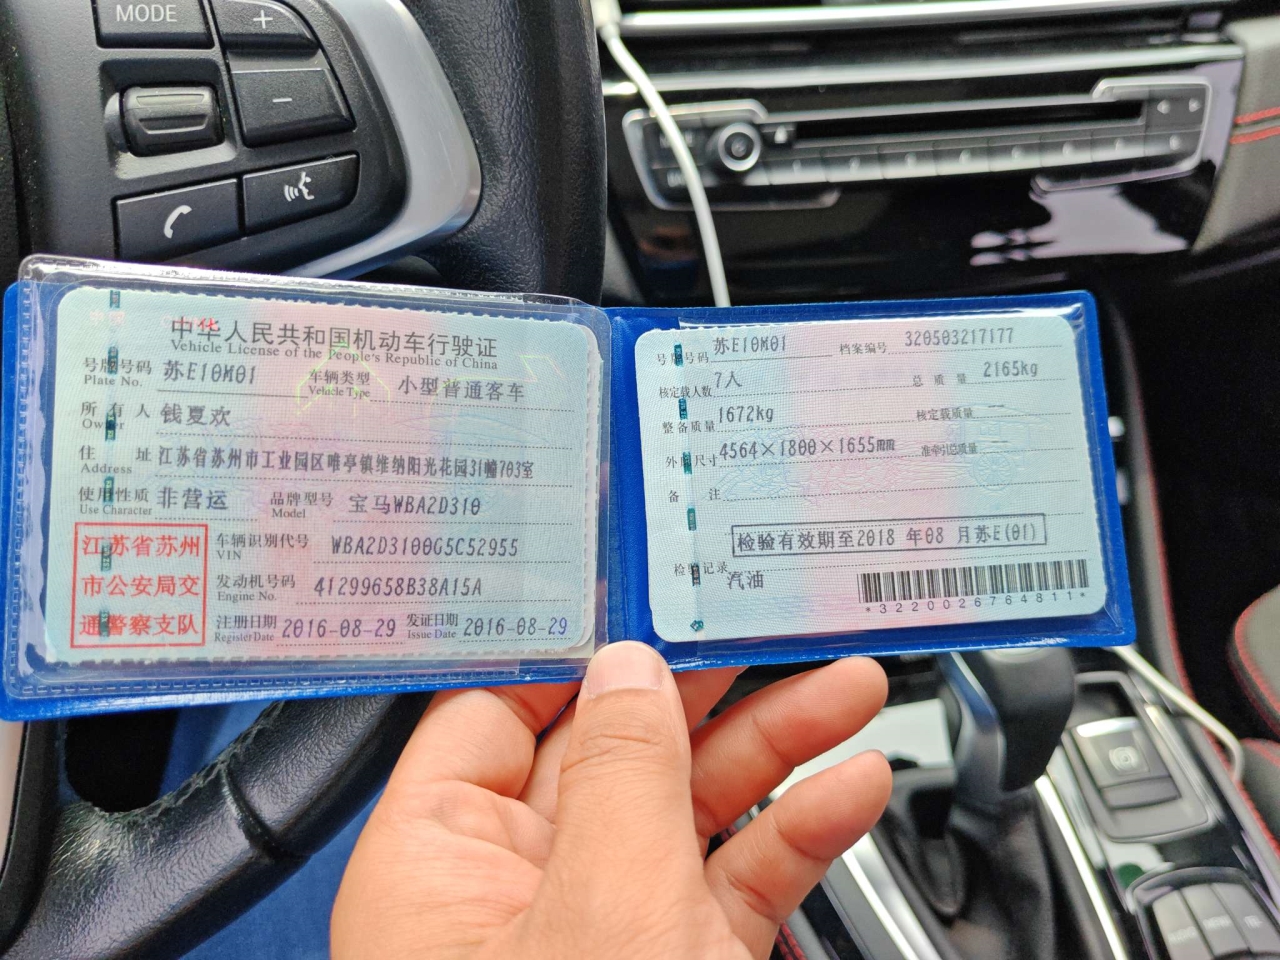 MODE
+
−
中华人民共和国机动车行驶证
Vehicle License of the People's Republic of China
号牌号码 苏E10M01 车辆类型 小型普通客车
Plate No. Vehicle Type
所有人 钱夏欢
Owner
住址 江苏省苏州市工业园区唯亭镇维纳阳光花园31幢703室
Address
使用性质 非营运 品牌型号 宝马WBA2D310
Use Character Model
江苏省苏州
市公安局交
通警察支队
车辆识别代号 WBA2D3100G5C52955
VIN
发动机号码 41299658B38A15A
Engine No.
注册日期 2016-08-29 发证日期 2016-08-29
Register Date Issue Date
号牌号码 苏E10M01 档案编号 320503217177
核定载人数 7人 总质量 2165kg
整备质量 1672kg 核定载质量 —
外廓尺寸 4564×1800×1655mm 准牵引总质量 —
备注
检验有效期至2018 年08 月苏E(01)
检验记录
汽油
*3220026764811*